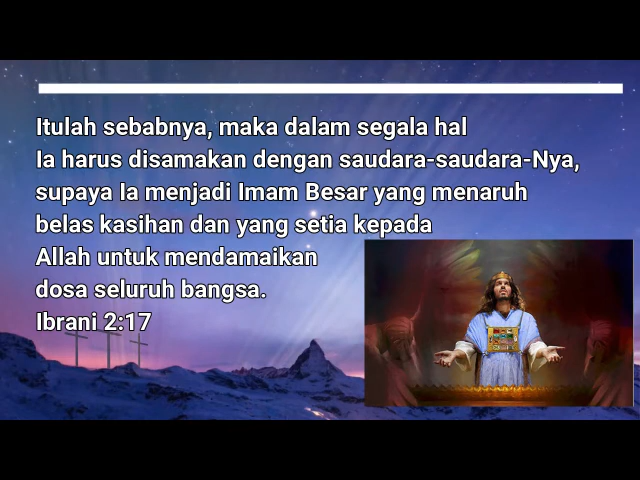 Itulah sebabnya, maka dalam segala hal
Ia harus disamakan dengan saudara-saudara-Nya,
supaya Ia menjadi Imam Besar yang menaruh
belas kasihan dan yang setia kepada
Allah untuk mendamaikan
dosa seluruh bangsa.
Ibrani 2:17